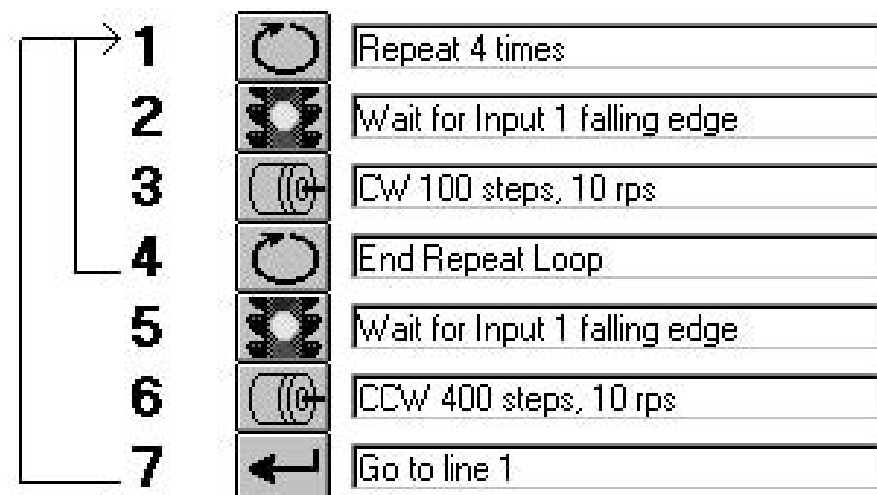 1 Repeat 4 times
2 Wait for Input 1 falling edge
3 CW 100 steps, 10 rps
4 End Repeat Loop
5 Wait for Input 1 falling edge
6 CCW 400 steps, 10 rps
7 Go to line 1